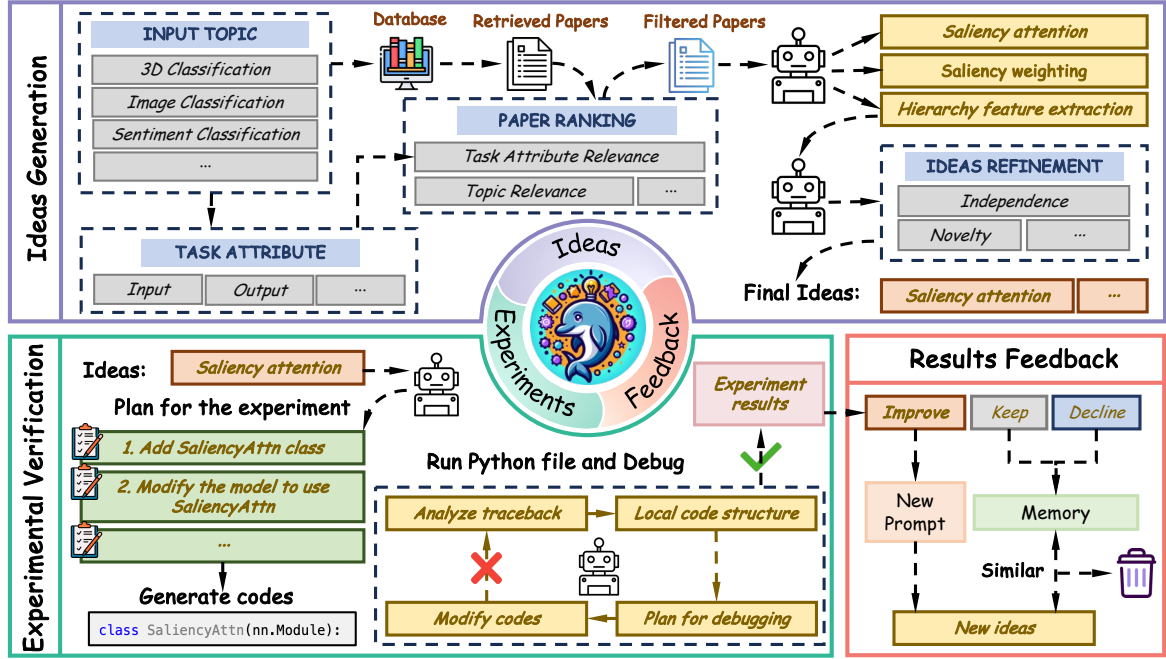 Ideas Generation
INPUT TOPIC
3D Classification
Image Classification
Sentiment Classification
...
TASK ATTRIBUTE
Input
Output
...
Database
Retrieved Papers
Filtered Papers
PAPER RANKING
Task Attribute Relevance
Topic Relevance
...
Saliency attention
Saliency weighting
Hierarchy feature extraction
IDEAS REFINEMENT
Independence
Novelty
...
Final Ideas:
Saliency attention
...
Ideas
Experiments
Feedback
Experimental Verification
Ideas:
Saliency attention
Plan for the experiment
1. Add SaliencyAttn class
2. Modify the model to use
SaliencyAttn
...
Generate codes
class SaliencyAttn(nn.Module):
Run Python file and Debug
Analyze traceback
Local code structure
Modify codes
Plan for debugging
Experiment
results
Results Feedback
Improve
Keep
Decline
New
Prompt
Memory
Similar
New ideas